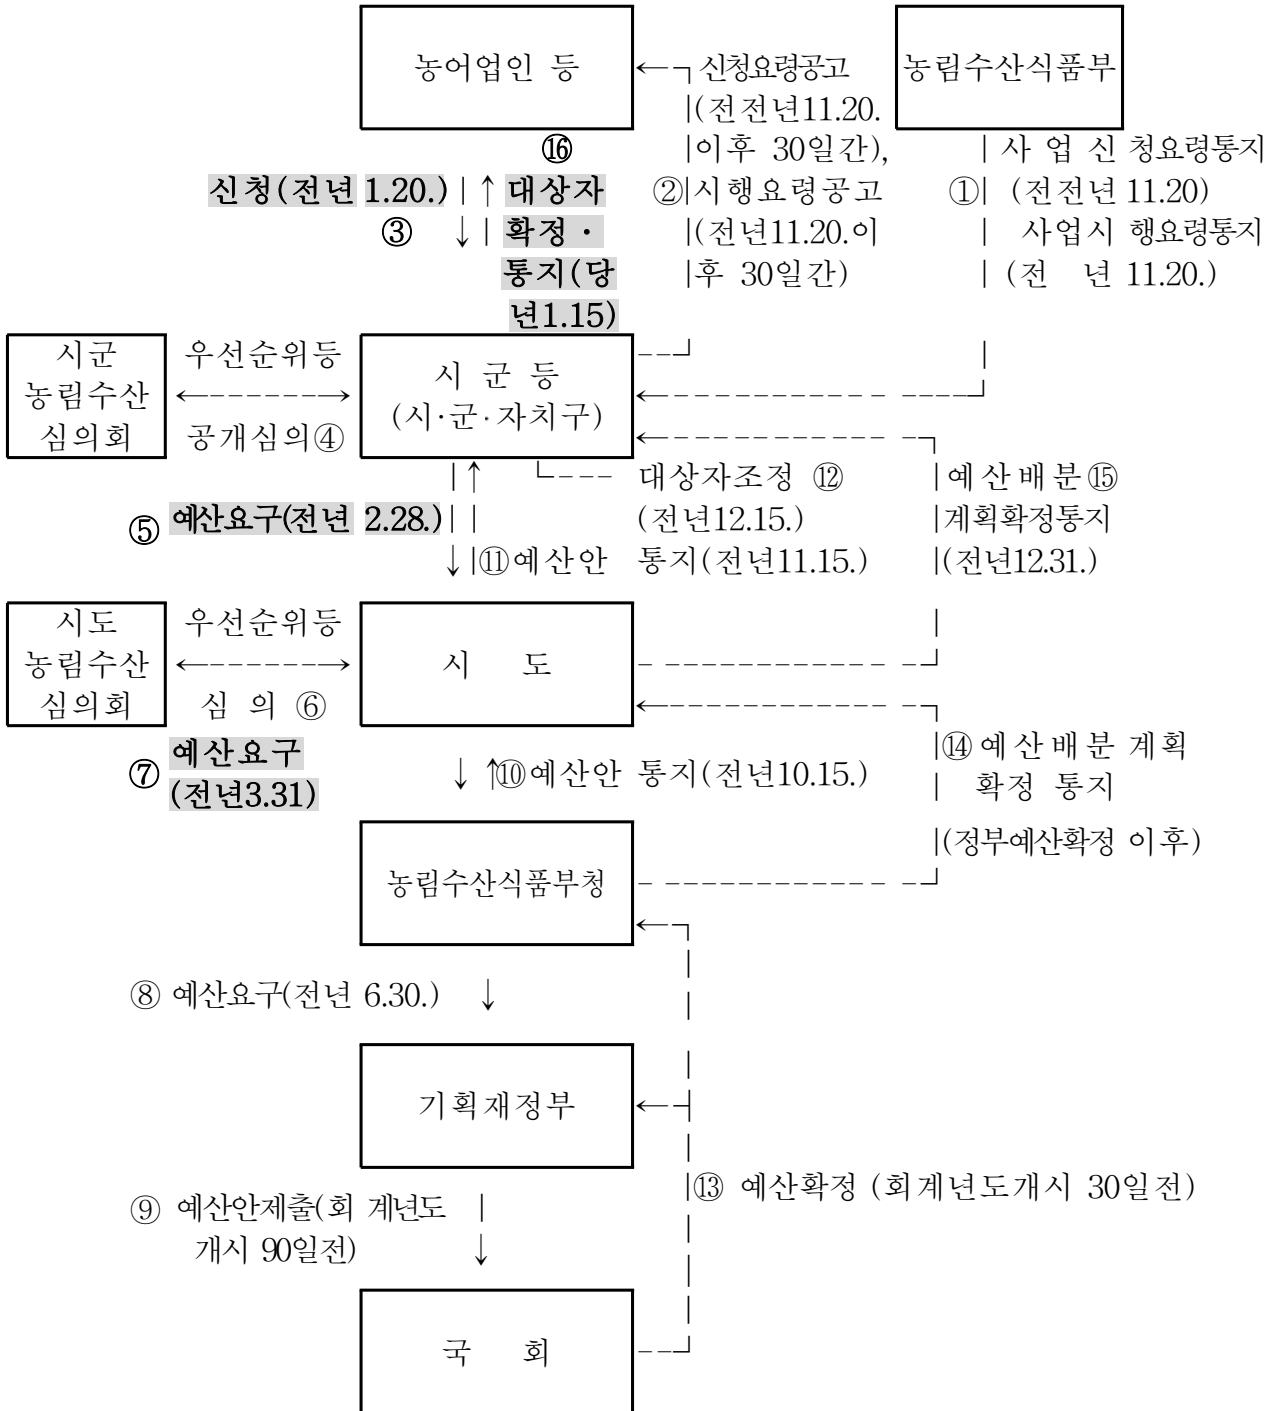 농어업인 등
신청요령공고
농림수산식품부
(전전년11.20.
이후 30일간),
사 업 신 청요령통지
⑯
신청(전년 1.20.)
대상자
② 시행요령공고
① (전전년 11.20)
③
확정 ·
(전년11.20.이
사업시 행요령통지
통지(당
후 30일간)
(전 년 11.20.)
년1.15)
시군
우선순위등
시 군 등
농림수산
(시·군·자치구)
심의회
공개심의④
대상자조정 ⑫
예산배분⑮
⑤ 예산요구(전년 2.28.)
(전년12.15.)
계획확정통지
⑪예산안 통지(전년11.15.)
(전년12.31.)
시도
우선순위등
농림수산
시 도
심의회
심 의 ⑥
⑦ 예산요구
(전년3.31)
⑩예산안 통지(전년10.15.)
⑭예산배분 계획
확정 통지
(정부예산확정 이후)
농림수산식품부청
⑧ 예산요구(전년 6.30.)
기획재정부
⑬ 예산확정 (회계년도개시 30일전)
⑨ 예산안제출(회 계년도
개시 90일전)
국 회